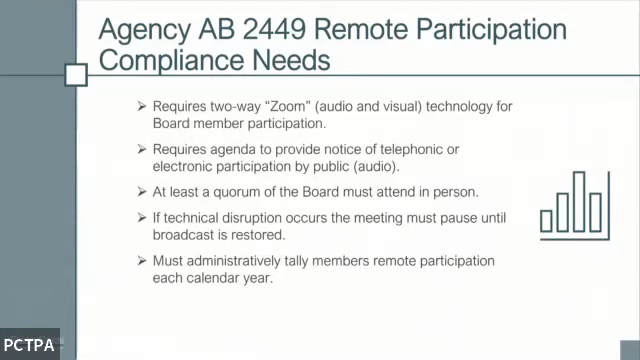 Agency AB 2449 Remote Participation
Compliance Needs
➢ Requires two-way “Zoom” (audio and visual) technology for
Board member participation.
➢ Requires agenda to provide notice of telephonic or
electronic participation by public (audio).
➢ At least a quorum of the Board must attend in person.
➢ If technical disruption occurs the meeting must pause until
broadcast is restored.
➢ Must administratively tally members remote participation
each calendar year.
PCTPA